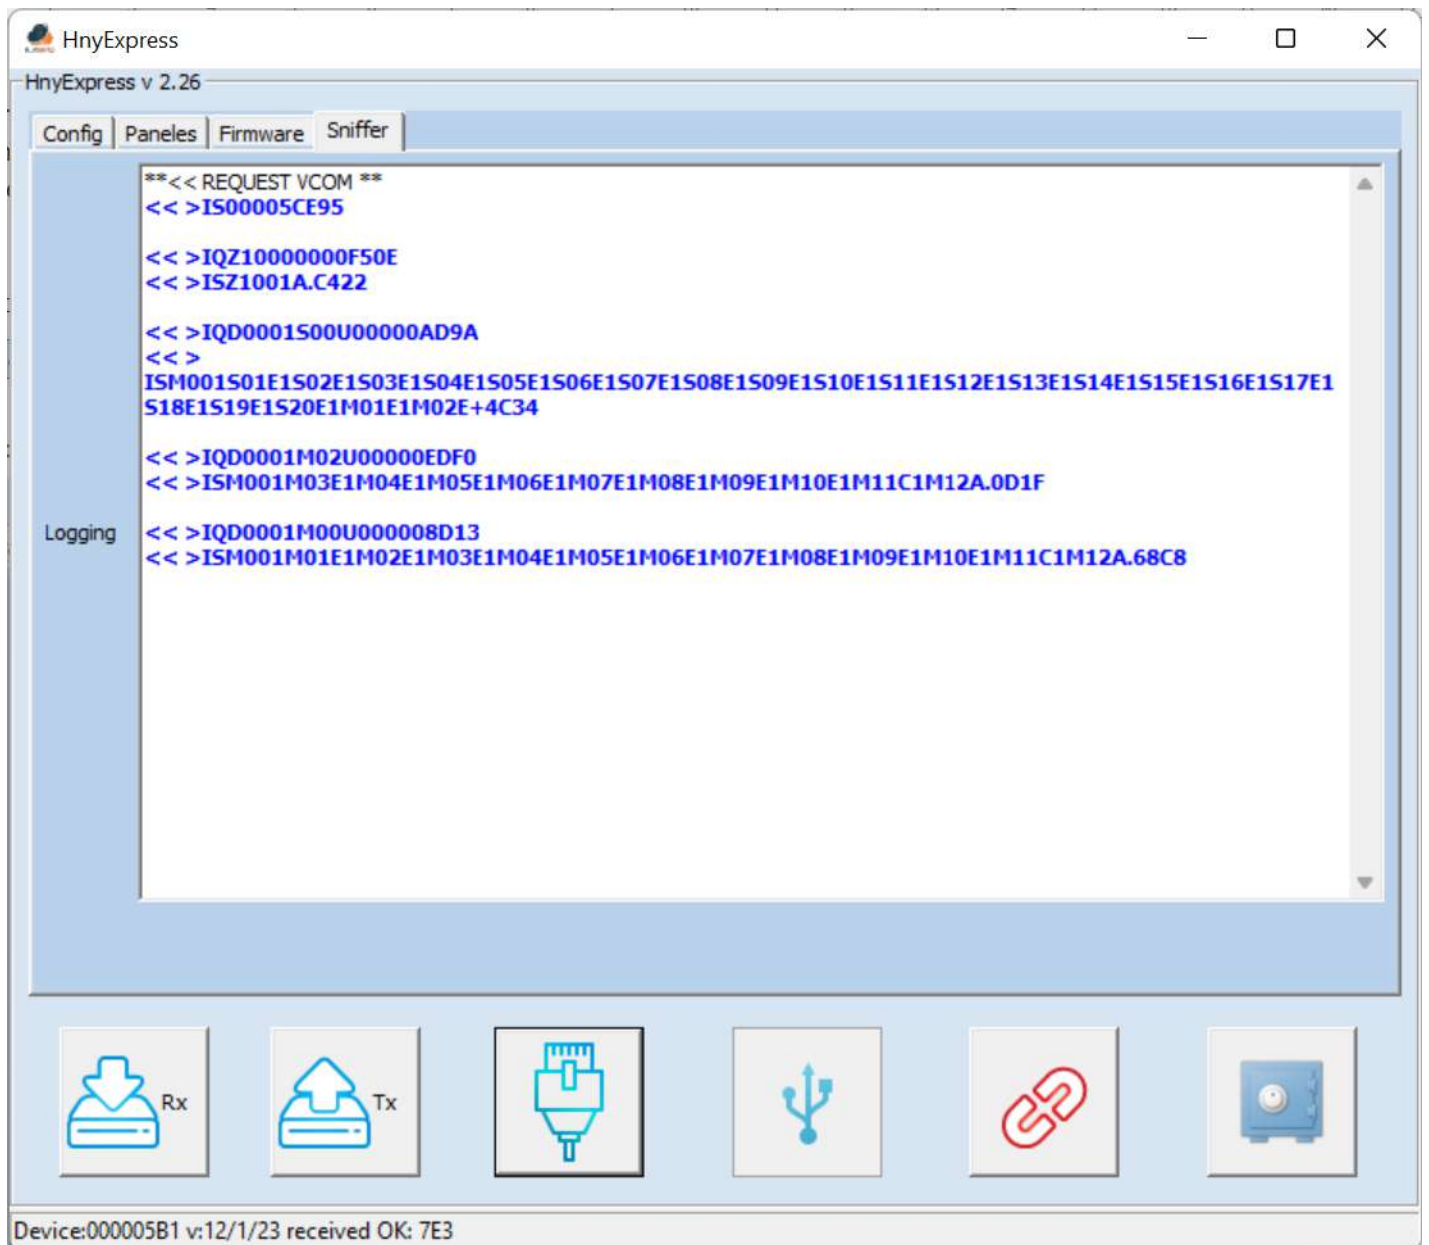 HnyExpress
HnyExpress v 2.26
Config Paneles Firmware Sniffer
**<< REQUEST VCOM **
<< >IS00005CE95
<< >IQZ10000000F50E
<< >ISZ1001A.C422
<< >IQD0001S00U00000AD9A
<< >
ISM001S01E1S02E1S03E1S04E1S05E1S06E1S07E1S08E1S09E1S10E1S11E1S12E1S13E1S14E1S15E1S16E1S17E1
S18E1S19E1S20E1M01E1M02E+4C34
<< >IQD0001M02U00000EDF0
<< >ISM001M03E1M04E1M05E1M06E1M07E1M08E1M09E1M10E1M11C1M12A.0D1F
Logging
<< >IQD0001M00U000008D13
<< >ISM001M01E1M02E1M03E1M04E1M05E1M06E1M07E1M08E1M09E1M10E1M11C1M12A.68C8
Rx
Tx
Device:000005B1 v:12/1/23 received OK: 7E3